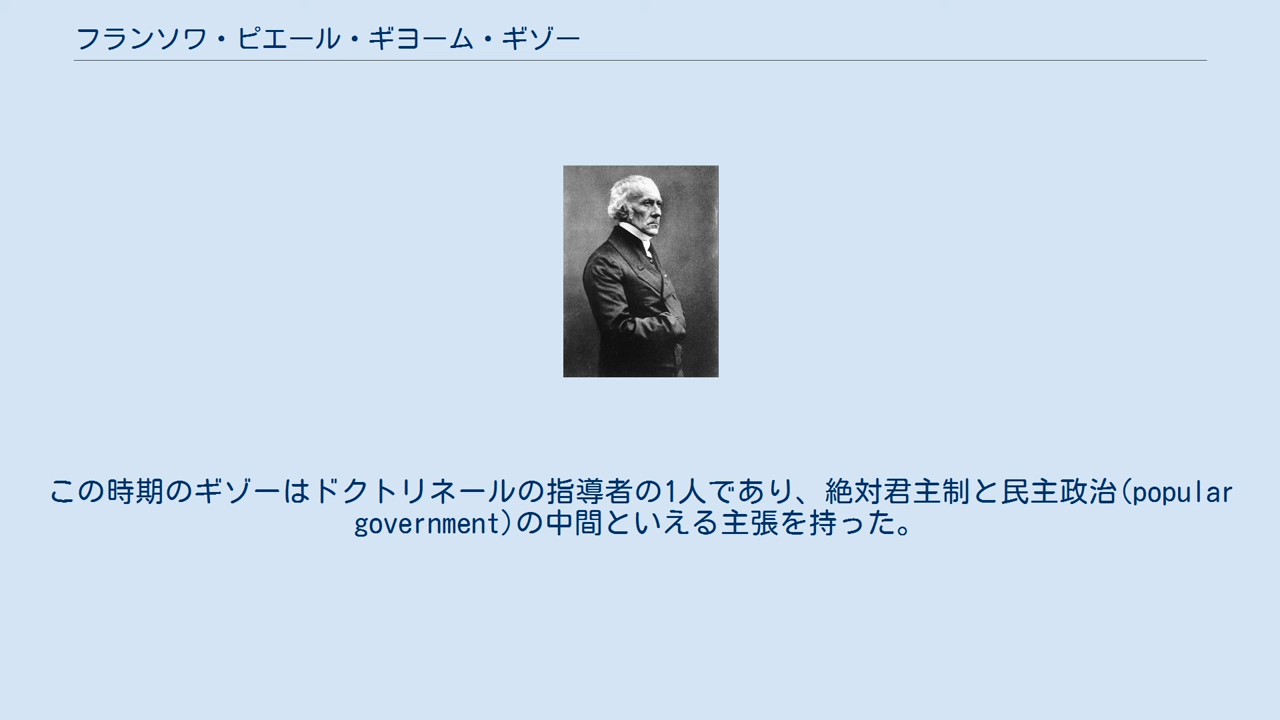 フランソワ・ピエール・ギヨーム・ギゾー
この時期のギゾーはドクトリネールの指導者の1人であり、絶対君主制と民主政治(popular
government)の中間といえる主張を持った。